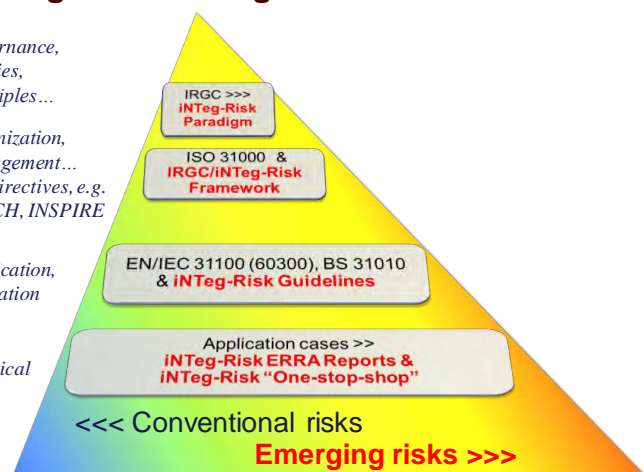 ernance,
ies,
iples…
IRGC >>>
iNTeg-Risk
Paradigm
nization,
gement…
irectives, e.g.
CH, INSPIRE
ISO 31000 &
IRGC/iNTeg-Risk
Framework
ication,
ation
EN/IEC 31100 (60300), BS 31010
& iNTeg-Risk Guidelines
ical
Application cases >>
iNTeg-Risk ERRA Reports &
iNTeg-Risk "One-stop-shop"
<<< Conventional risks
Emerging risks >>>